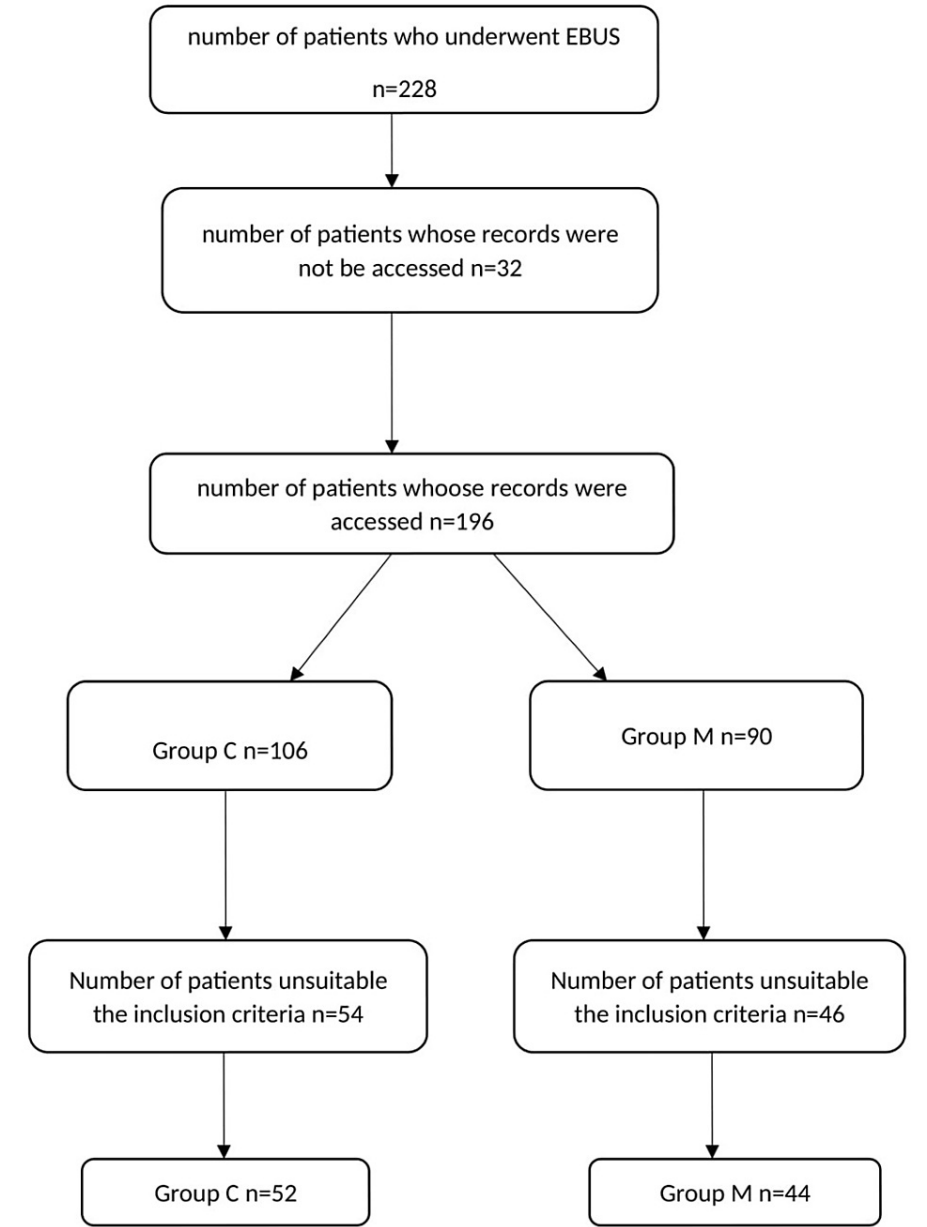 number of patients who underwent EBUS
n=228
number of patients whose records were
not be accessed n=32
number of patients whoose records were
accessed n=196
Group C n=106
Group M n=90
Number of patients unsuitable
the inclusion criteria n=54
Number of patients unsuitable
the inclusion criteria n=46
Group C n=52
Group M n=44